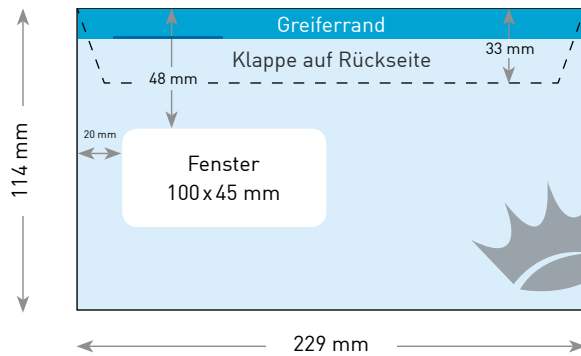 Greiferrand
Klappe auf Rückseite
33 mm
48 mm
20 mm
114 mm
Fenster
100 x 45 mm
229 mm